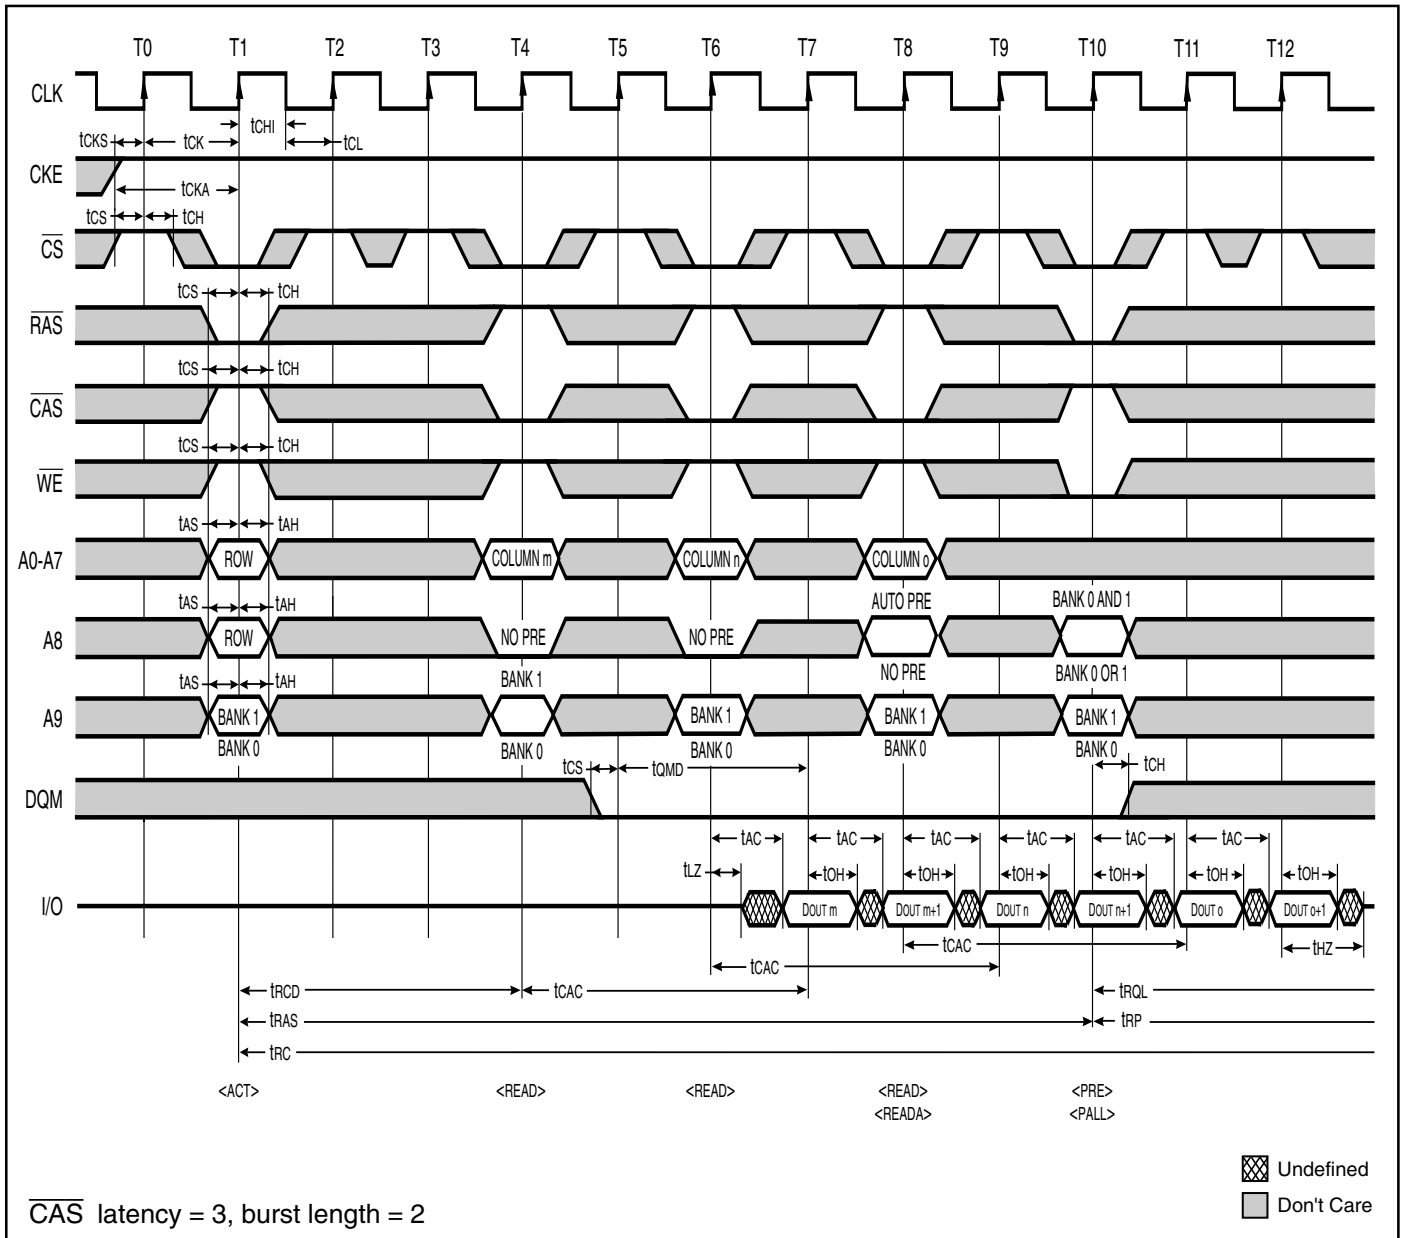 T0 T1 T2 T3 T4 T5 T6 T7 T8 T9 T10 T11 T12
CLK
tCHI
tCKS tCK tCL
CKE
tCKA
tCS tCH
CS
tCS tCH
RAS
tCS tCH
CAS
tCS tCH
WE
tAS tAH
A0-A7 ROW COLUMN m COLUMN n COLUMN o
tAS tAH AUTO PRE BANK 0 AND 1
A8 ROW NO PRE NO PRE
NO PRE BANK 0 OR 1
tAS tAH BANK 1
A9 BANK 1 BANK 1 BANK 1 BANK 1
BANK 0 BANK 0 BANK 0 BANK 0 BANK 0
tCS tQMD tCH
DQM
tAC tAC tAC tAC tAC tAC
tLZ tOH tOH tOH tOH tOH tOH
I/O DOUT m DOUT m+1 DOUT n DOUT n+1 DOUT o DOUT o+1
tCAC tHZ
tCAC
tRCD tCAC tRQL
tRAS tRP
tRC
<ACT> <READ> <READ> <READ> <PRE>
<READA> <PALL>
Undefined
Don't Care
CAS latency = 3, burst length = 2